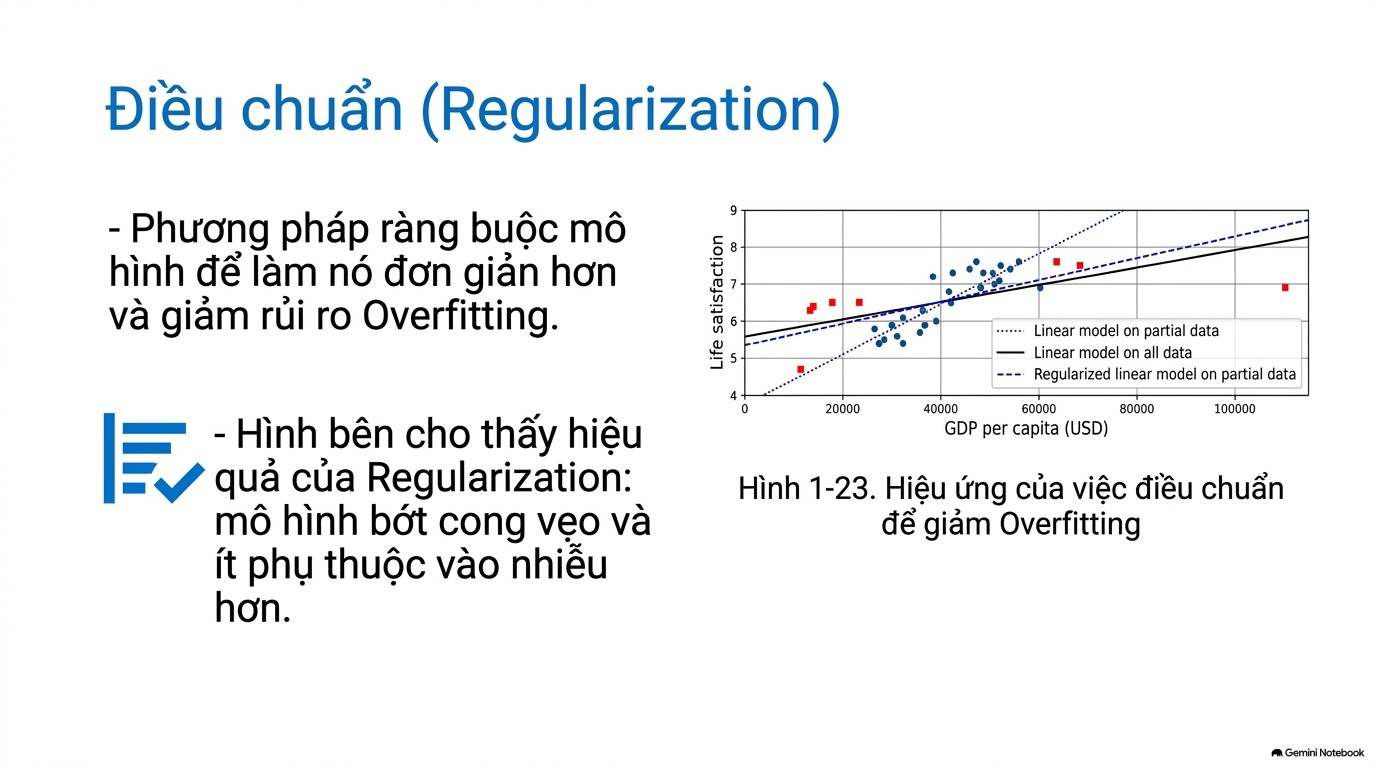 Điều chuẩn (Regularization)
- Phương pháp ràng buộc mô
hình để làm nó đơn giản hơn
và giảm rủi ro Overfitting.
- Hình bên cho thấy hiệu
quả của Regularization:
mô hình bớt cong vẹo và
ít phụ thuộc vào nhiễu
hơn.
9
8
7
6
5
4
Life satisfaction
Linear model on partial data
Linear model on all data
Regularized linear model on partial data
0 20000 40000 60000 80000 100000
GDP per capita (USD)
Hình 1-23. Hiệu ứng của việc điều chuẩn
để giảm Overfitting
Gemini Notebook